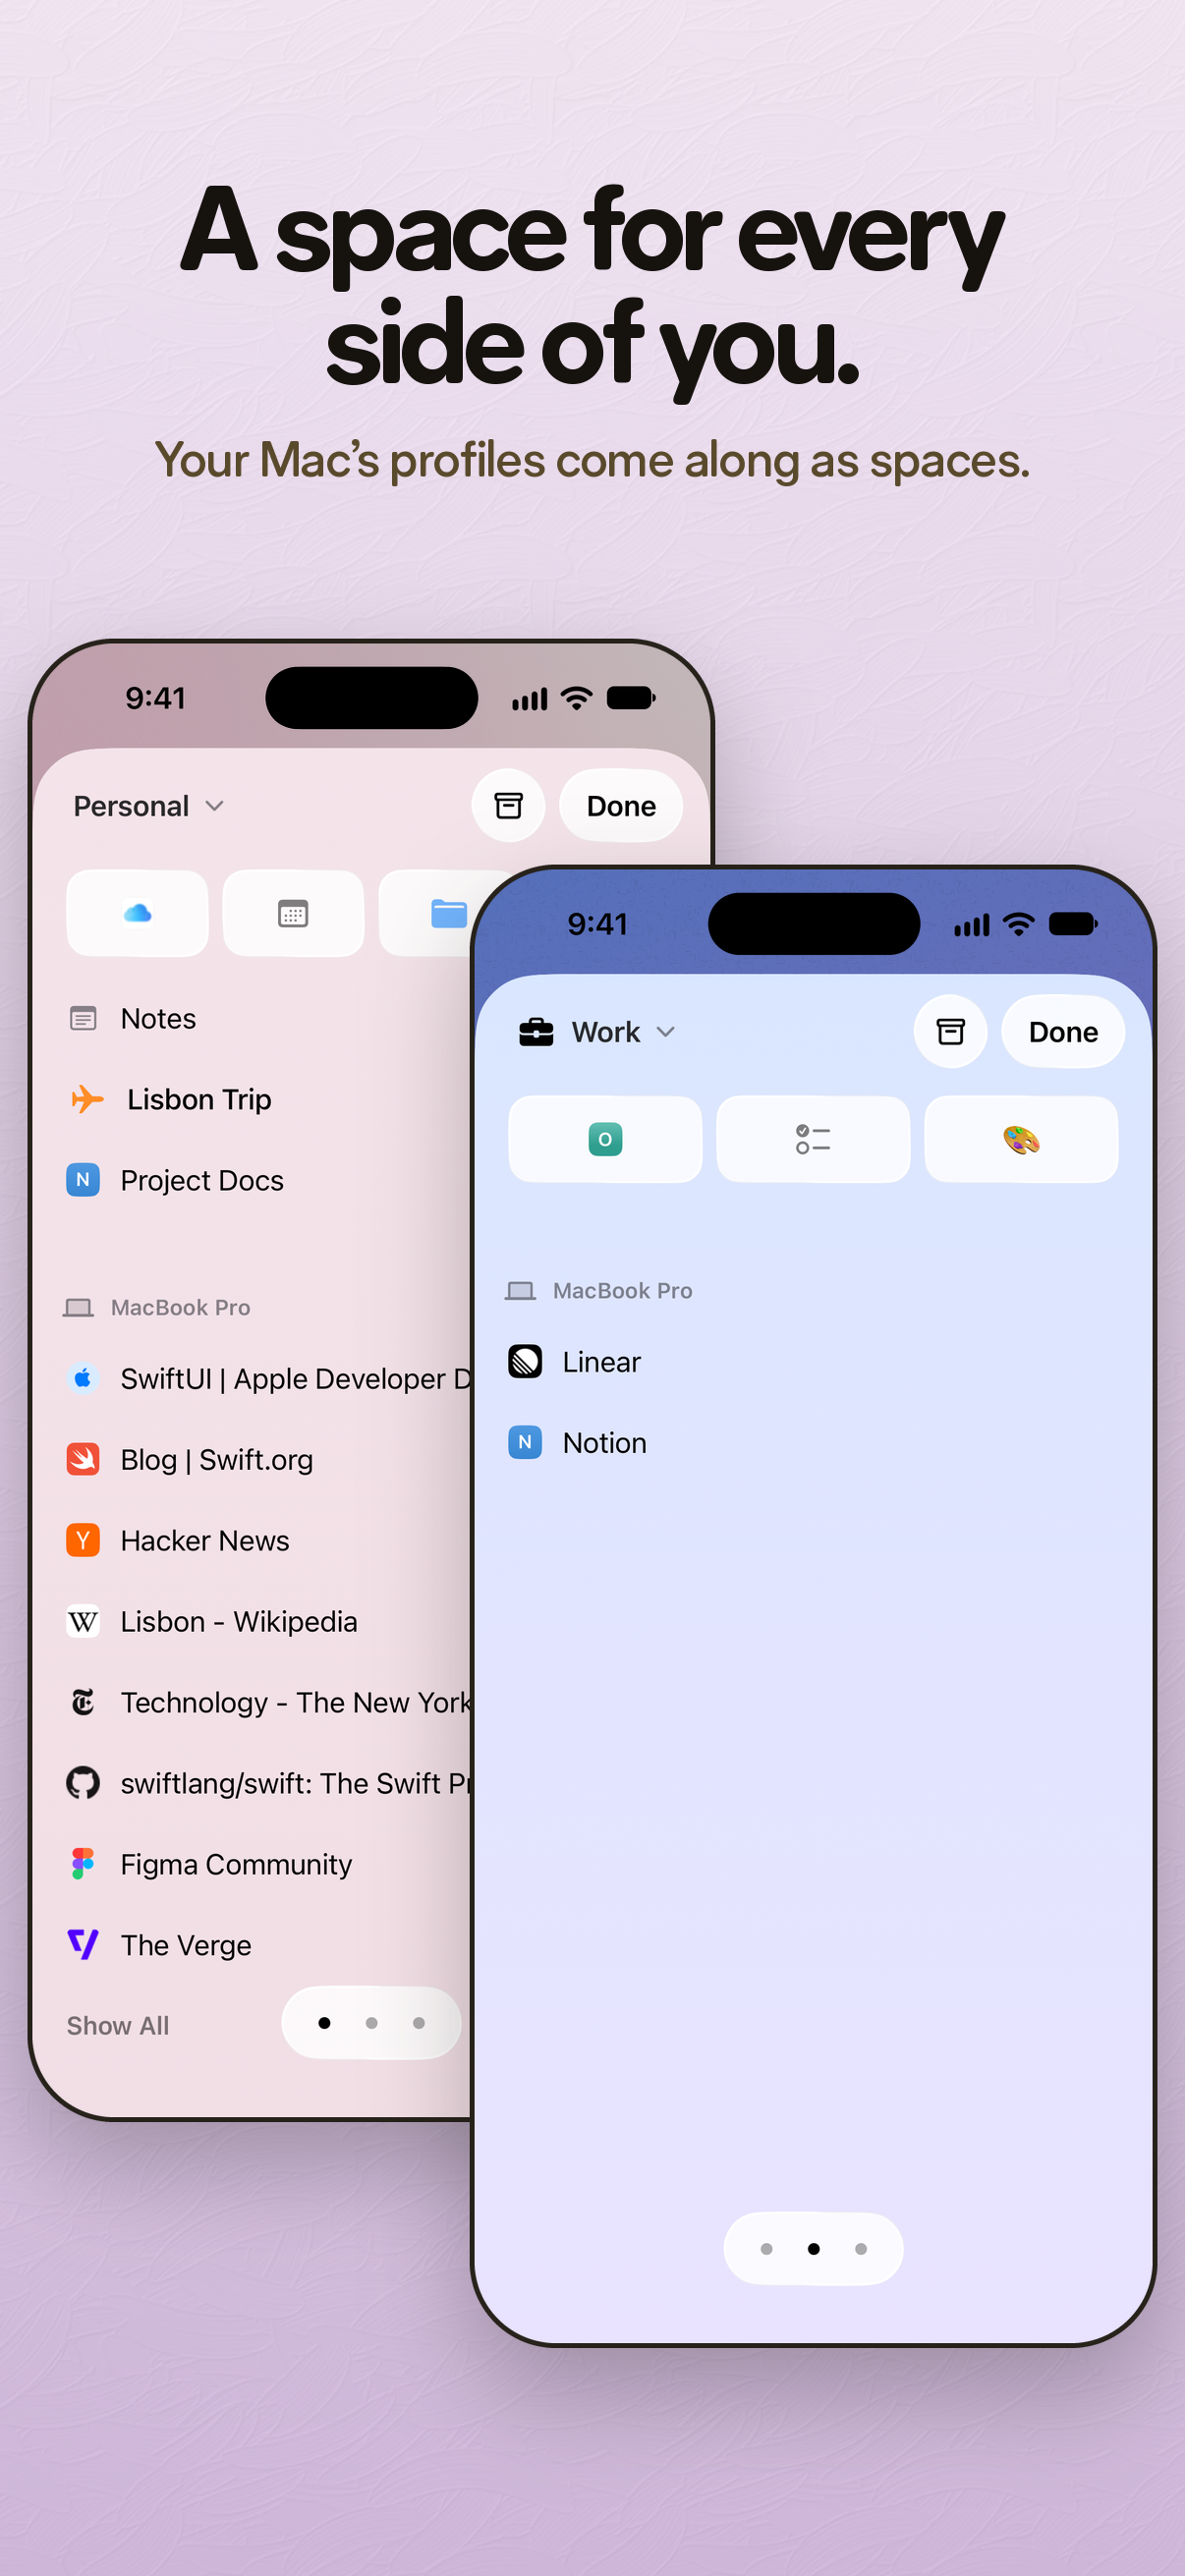 A space for every
side of you.
Your Mac’s profiles come along as spaces.
9:41
Personal
Done
Notes
Lisbon Trip
N
Project Docs
MacBook Pro
SwiftUI | Apple Developer D
Blog | Swift.org
Y
Hacker News
W
Lisbon - Wikipedia
Technology - The New York
swiftlang/swift: The Swift Pr
Figma Community
The Verge
Show All
9:41
Work
Done
O
MacBook Pro
Linear
N
Notion